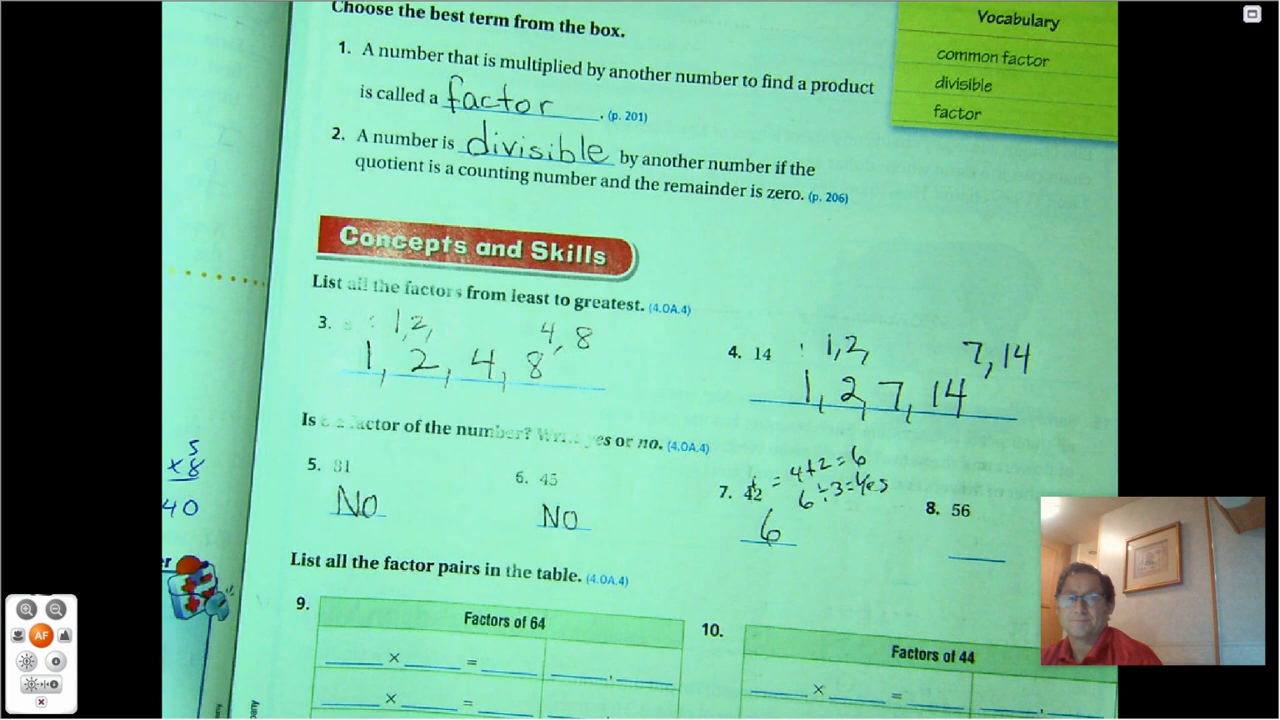 Choose the best term from the box.
Vocabulary
common factor
divisible
factor
1. A number that is multiplied by another number to find a product
is called a factor . (p. 201)
2. A number is divisible by another number if the
quotient is a counting number and the remainder is zero. (p. 206)
Concepts and Skills
List all the factors from least to greatest. (4.OA.4)
3. 8 : 1, 2, 4, 8
1, 2, 4, 8
4. 14 : 1, 2, 7, 14
1, 2, 7, 14
Is a factor of the number? Write yes or no. (4.OA.4)
5
×8
40
5. 81
No
6. 45
No
7. 42 = 4+2=6
6÷3=Yes
6
8. 56
List all the factor pairs in the table. (4.OA.4)
9.
Factors of 64
× =
,
× =
10.
Factors of 44
× =
,
AF